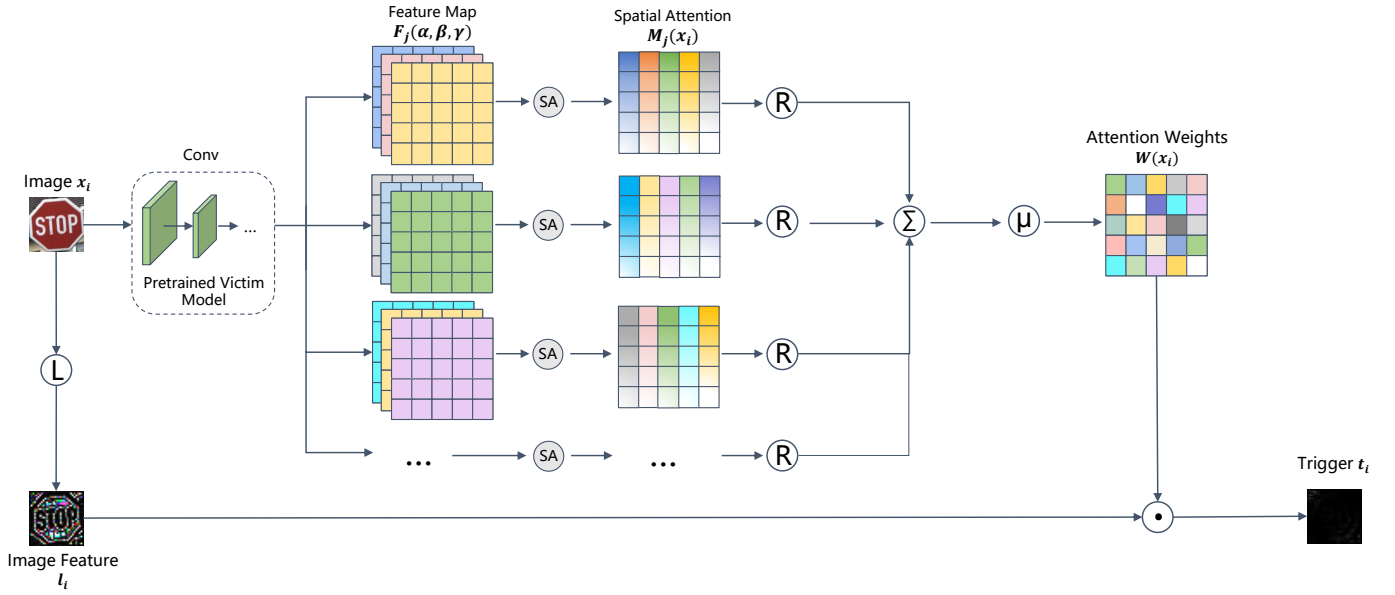 Feature Map
F_j(α, β, γ)
Spatial Attention
M_j(x_i)
SA
R
Conv
Attention Weights
W(x_i)
Image x_i
STOP
...
Pretrained Victim
Model
SA
R
Σ
μ
SA
R
L
...
SA
...
R
Trigger t_i
STOP
Image Feature
l_i